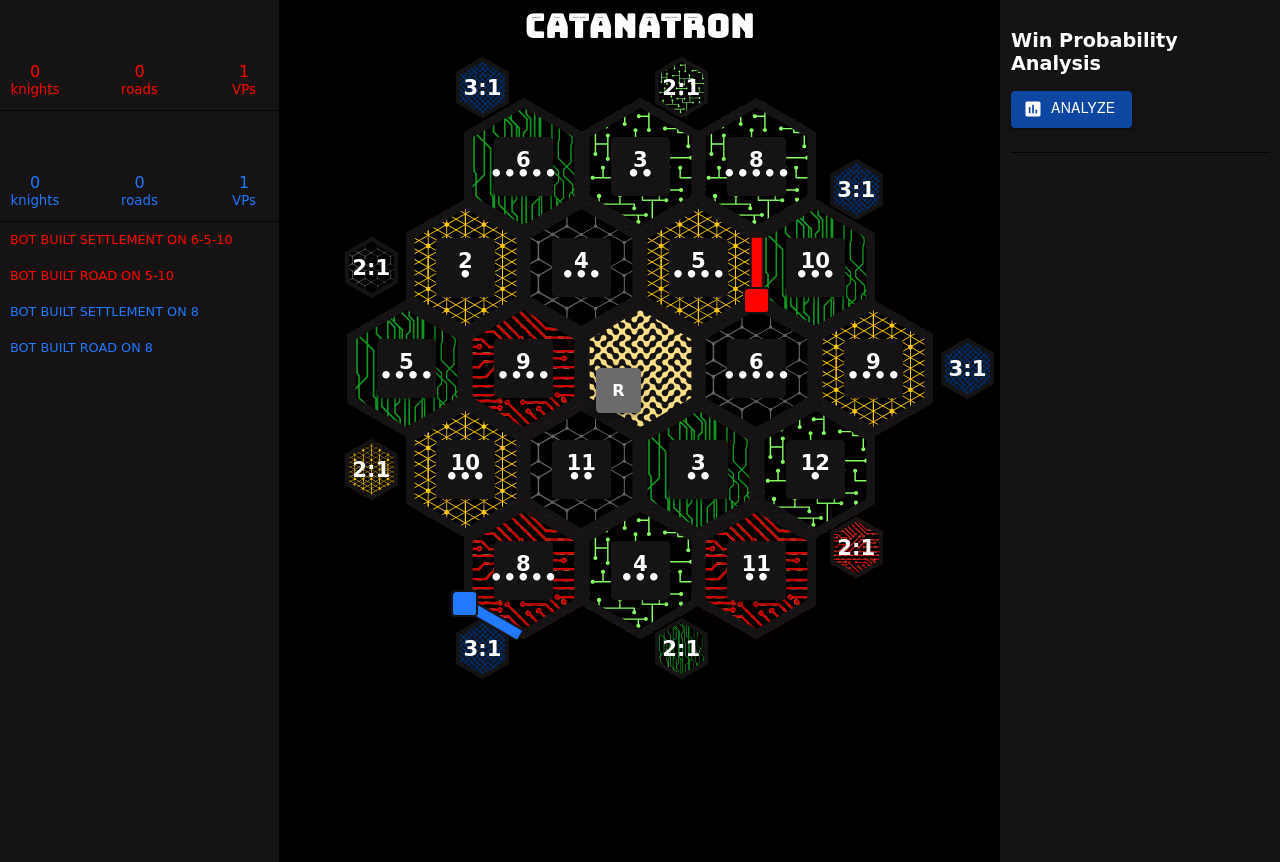 CATANATRON
0
knights
0
roads
1
VPs
0
knights
0
roads
1
VPs
BOT BUILT SETTLEMENT ON 6-5-10
BOT BUILT ROAD ON 5-10
BOT BUILT SETTLEMENT ON 8
BOT BUILT ROAD ON 8
3:1
2:1
6
3
8
3:1
2:1
2
4
5
10
5
9
R
6
9
3:1
2:1
10
11
3
12
8
4
11
2:1
3:1
2:1
Win Probability
Analysis
ANALYZE